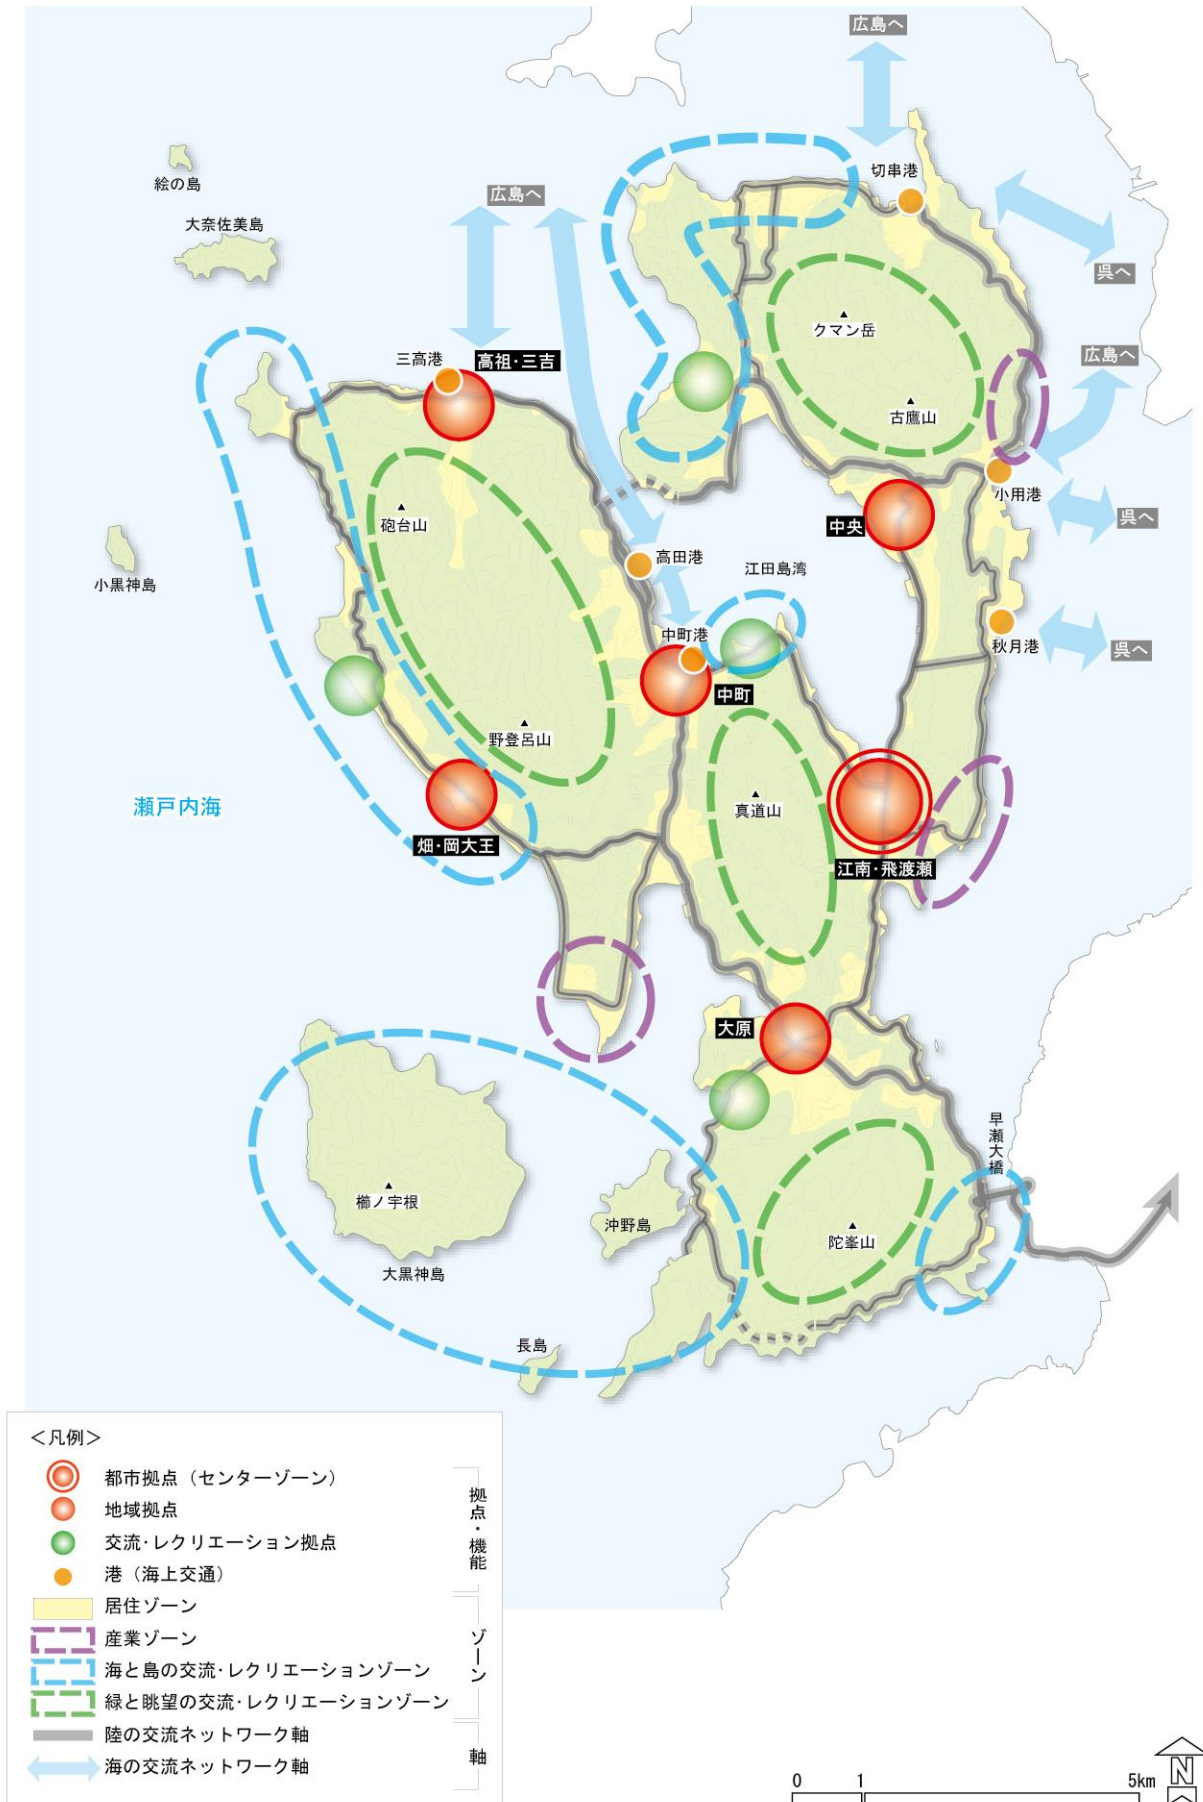 広島へ
切串港
絵の島
大奈佐美島
広島へ
呉へ
クマン岳
三高港
高祖・三吉
広島へ
古鷹山
砲台山
中央
小用港
呉へ
高田港
江田島湾
小黒神島
中町港
秋月港
呉へ
中町
野登呂山
瀬戸内海
真道山
畑・岡大王
江南・飛渡瀬
大原
早瀬大橋
櫛ノ宇根
沖野島
陀峯山
大黒神島
長島
＜凡例＞
都市拠点（センターゾーン）
地域拠点
交流・レクリエーション拠点
港（海上交通）
拠点・機能
居住ゾーン
産業ゾーン
海と島の交流・レクリエーションゾーン
緑と眺望の交流・レクリエーションゾーン
ゾーン
陸の交流ネットワーク軸
海の交流ネットワーク軸
軸
0 1 5km
N